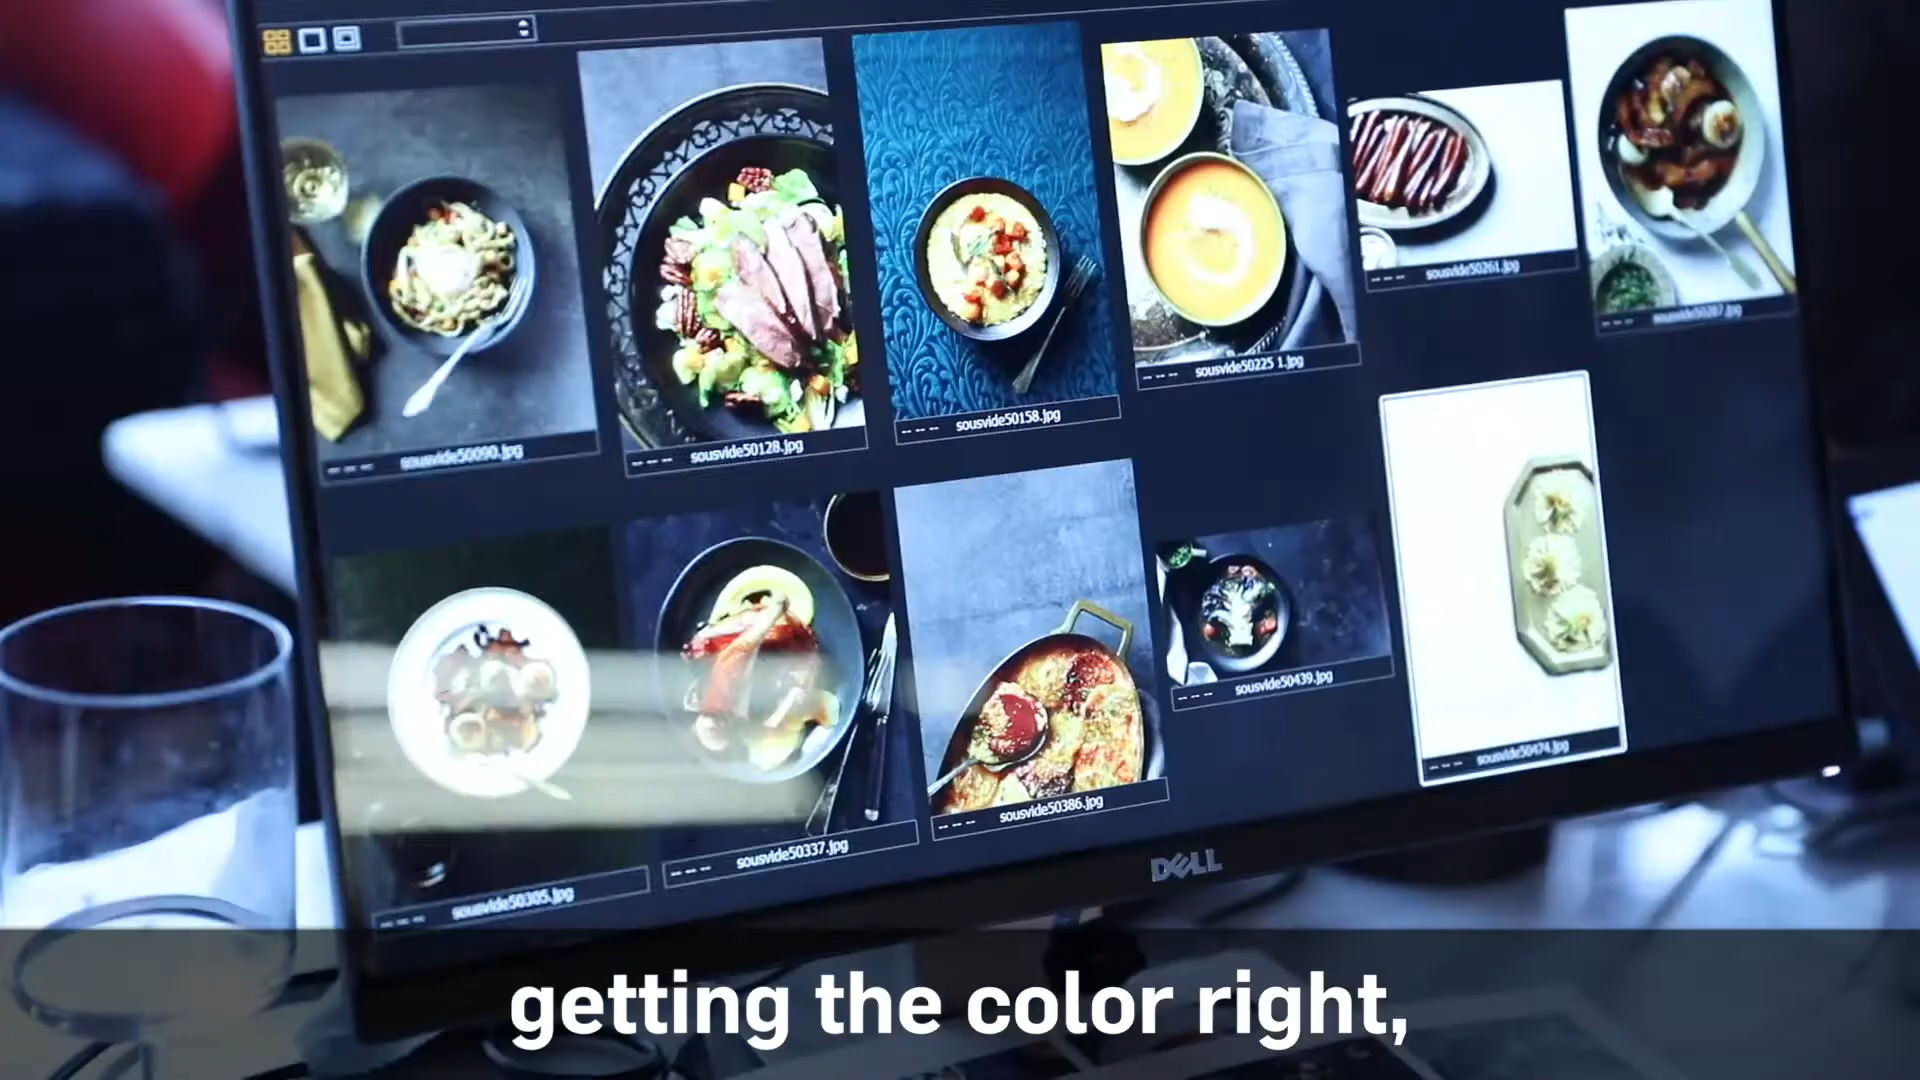 sousvide50261.jpg
sousvide50287.jpg
sousvide50225 1.jpg
sousvide50158.jpg
sousvide50128.jpg
sousvide50090.jpg
sousvide50439.jpg
sousvide50474.jpg
sousvide50386.jpg
sousvide50337.jpg
sousvide50305.jpg
DELL
getting the color right,